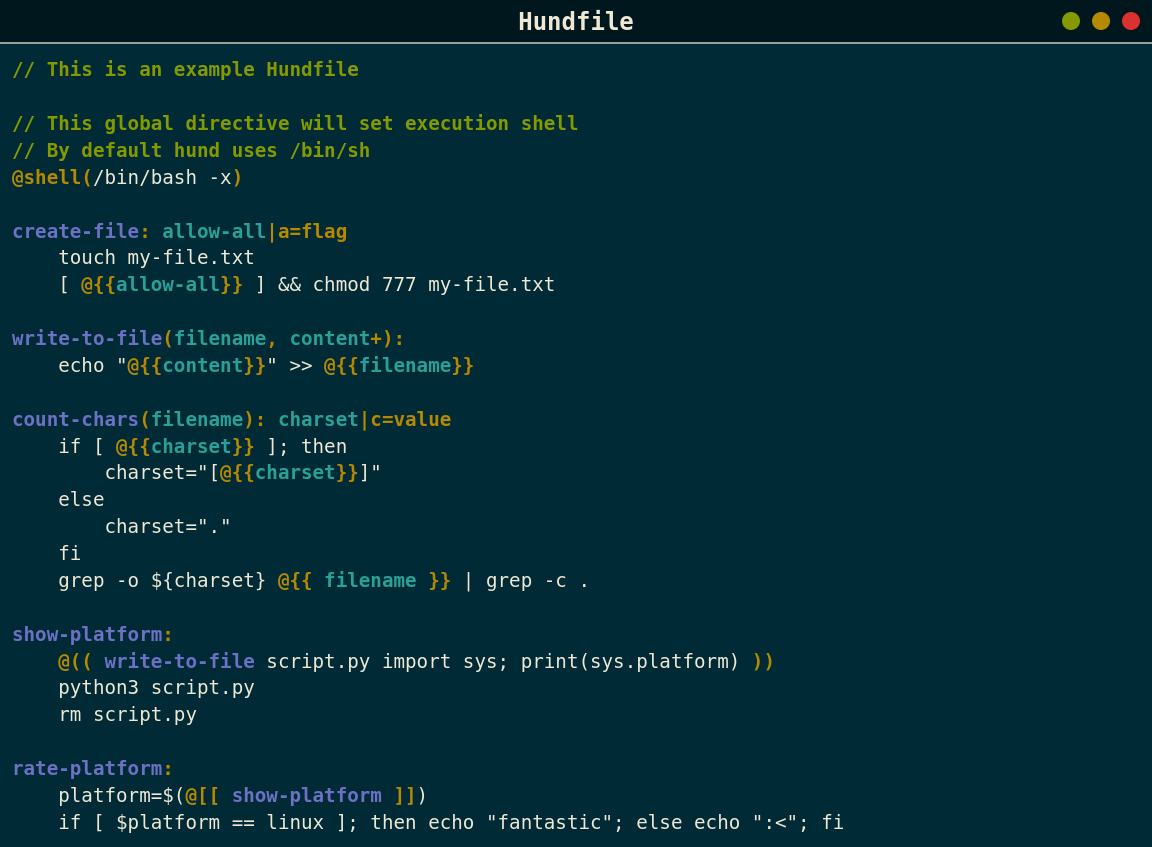 Hundfile
// This is an example Hundfile
// This global directive will set execution shell
// By default hund uses /bin/sh
@shell(/bin/bash -x)
create-file: allow-all|a=flag
    touch my-file.txt
    [ @{{allow-all}} ] && chmod 777 my-file.txt
write-to-file(filename, content+):
    echo "@{{content}}" >> @{{filename}}
count-chars(filename): charset|c=value
    if [ @{{charset}} ]; then
        charset="[@{{charset}}]"
    else
        charset="."
    fi
    grep -o ${charset} @{{ filename }} | grep -c .
show-platform:
    @(( write-to-file script.py import sys; print(sys.platform) ))
    python3 script.py
    rm script.py
rate-platform:
    platform=$(@[[ show-platform ]])
    if [ $platform == linux ]; then echo "fantastic"; else echo ":<"; fi